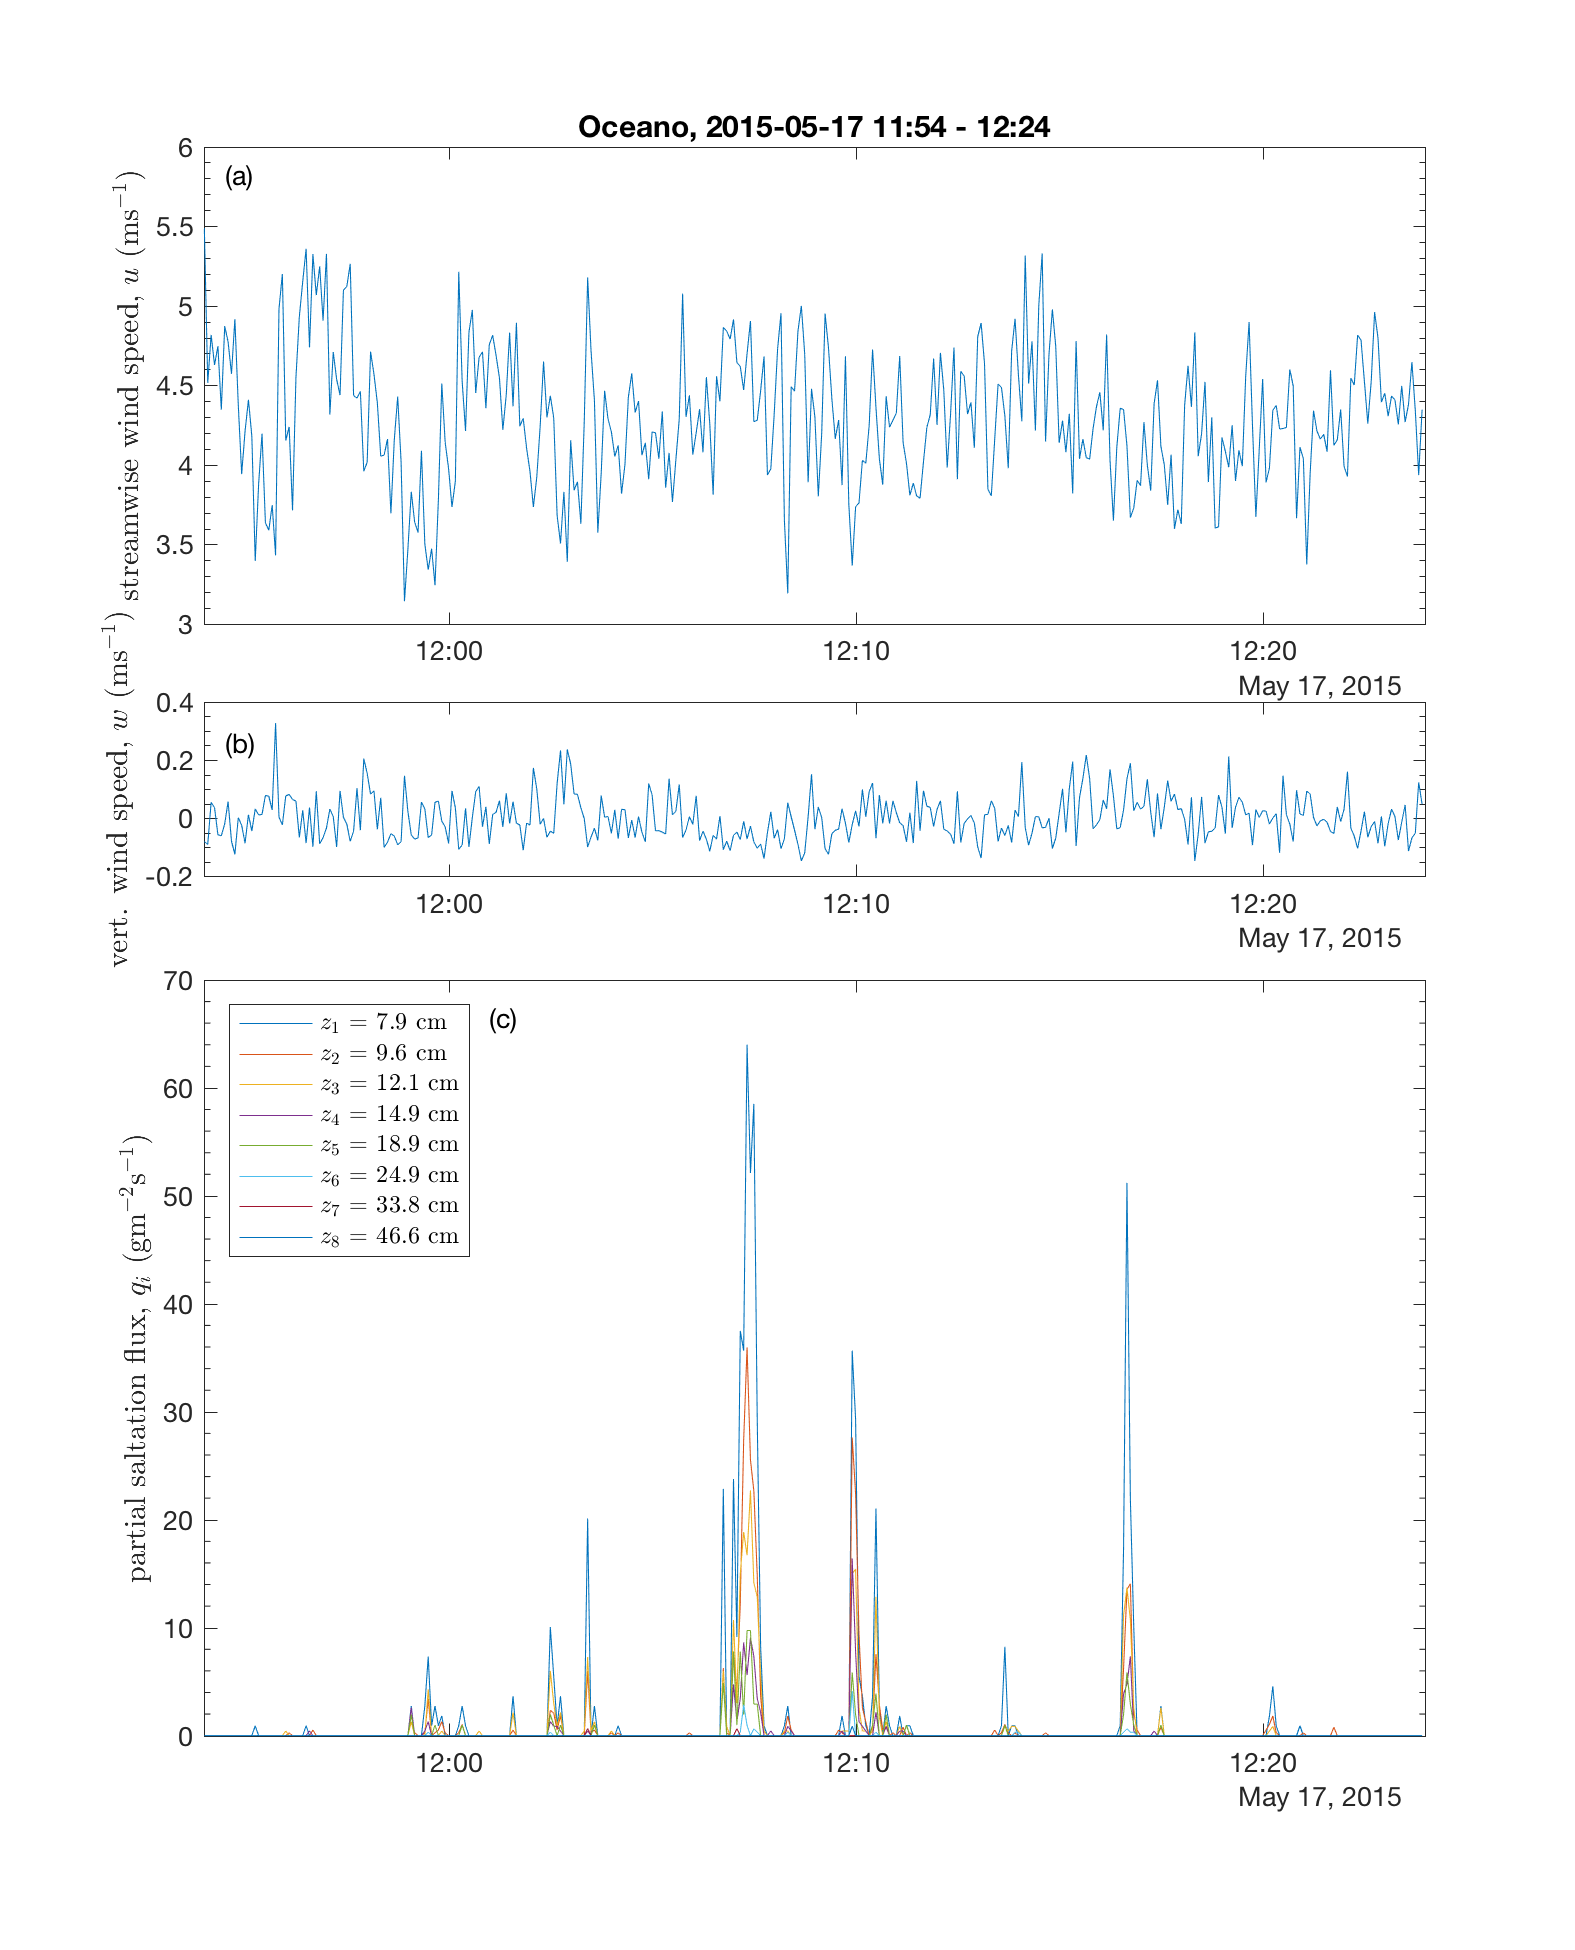 Oceano, 2015-05-17 11:54 - 12:24
streamwise wind speed, u (ms⁻¹)
(a)
6
5.5
5
4.5
4
3.5
3
12:00 12:10 12:20
May 17, 2015
vert. wind speed, w (ms⁻¹)
(b)
0.4
0.2
0
-0.2
12:00 12:10 12:20
May 17, 2015
partial saltation flux, qᵢ (gm⁻²s⁻¹)
(c)
70
60
50
40
30
20
10
0
z₁ = 7.9 cm
z₂ = 9.6 cm
z₃ = 12.1 cm
z₄ = 14.9 cm
z₅ = 18.9 cm
z₆ = 24.9 cm
z₇ = 33.8 cm
z₈ = 46.6 cm
12:00 12:10 12:20
May 17, 2015